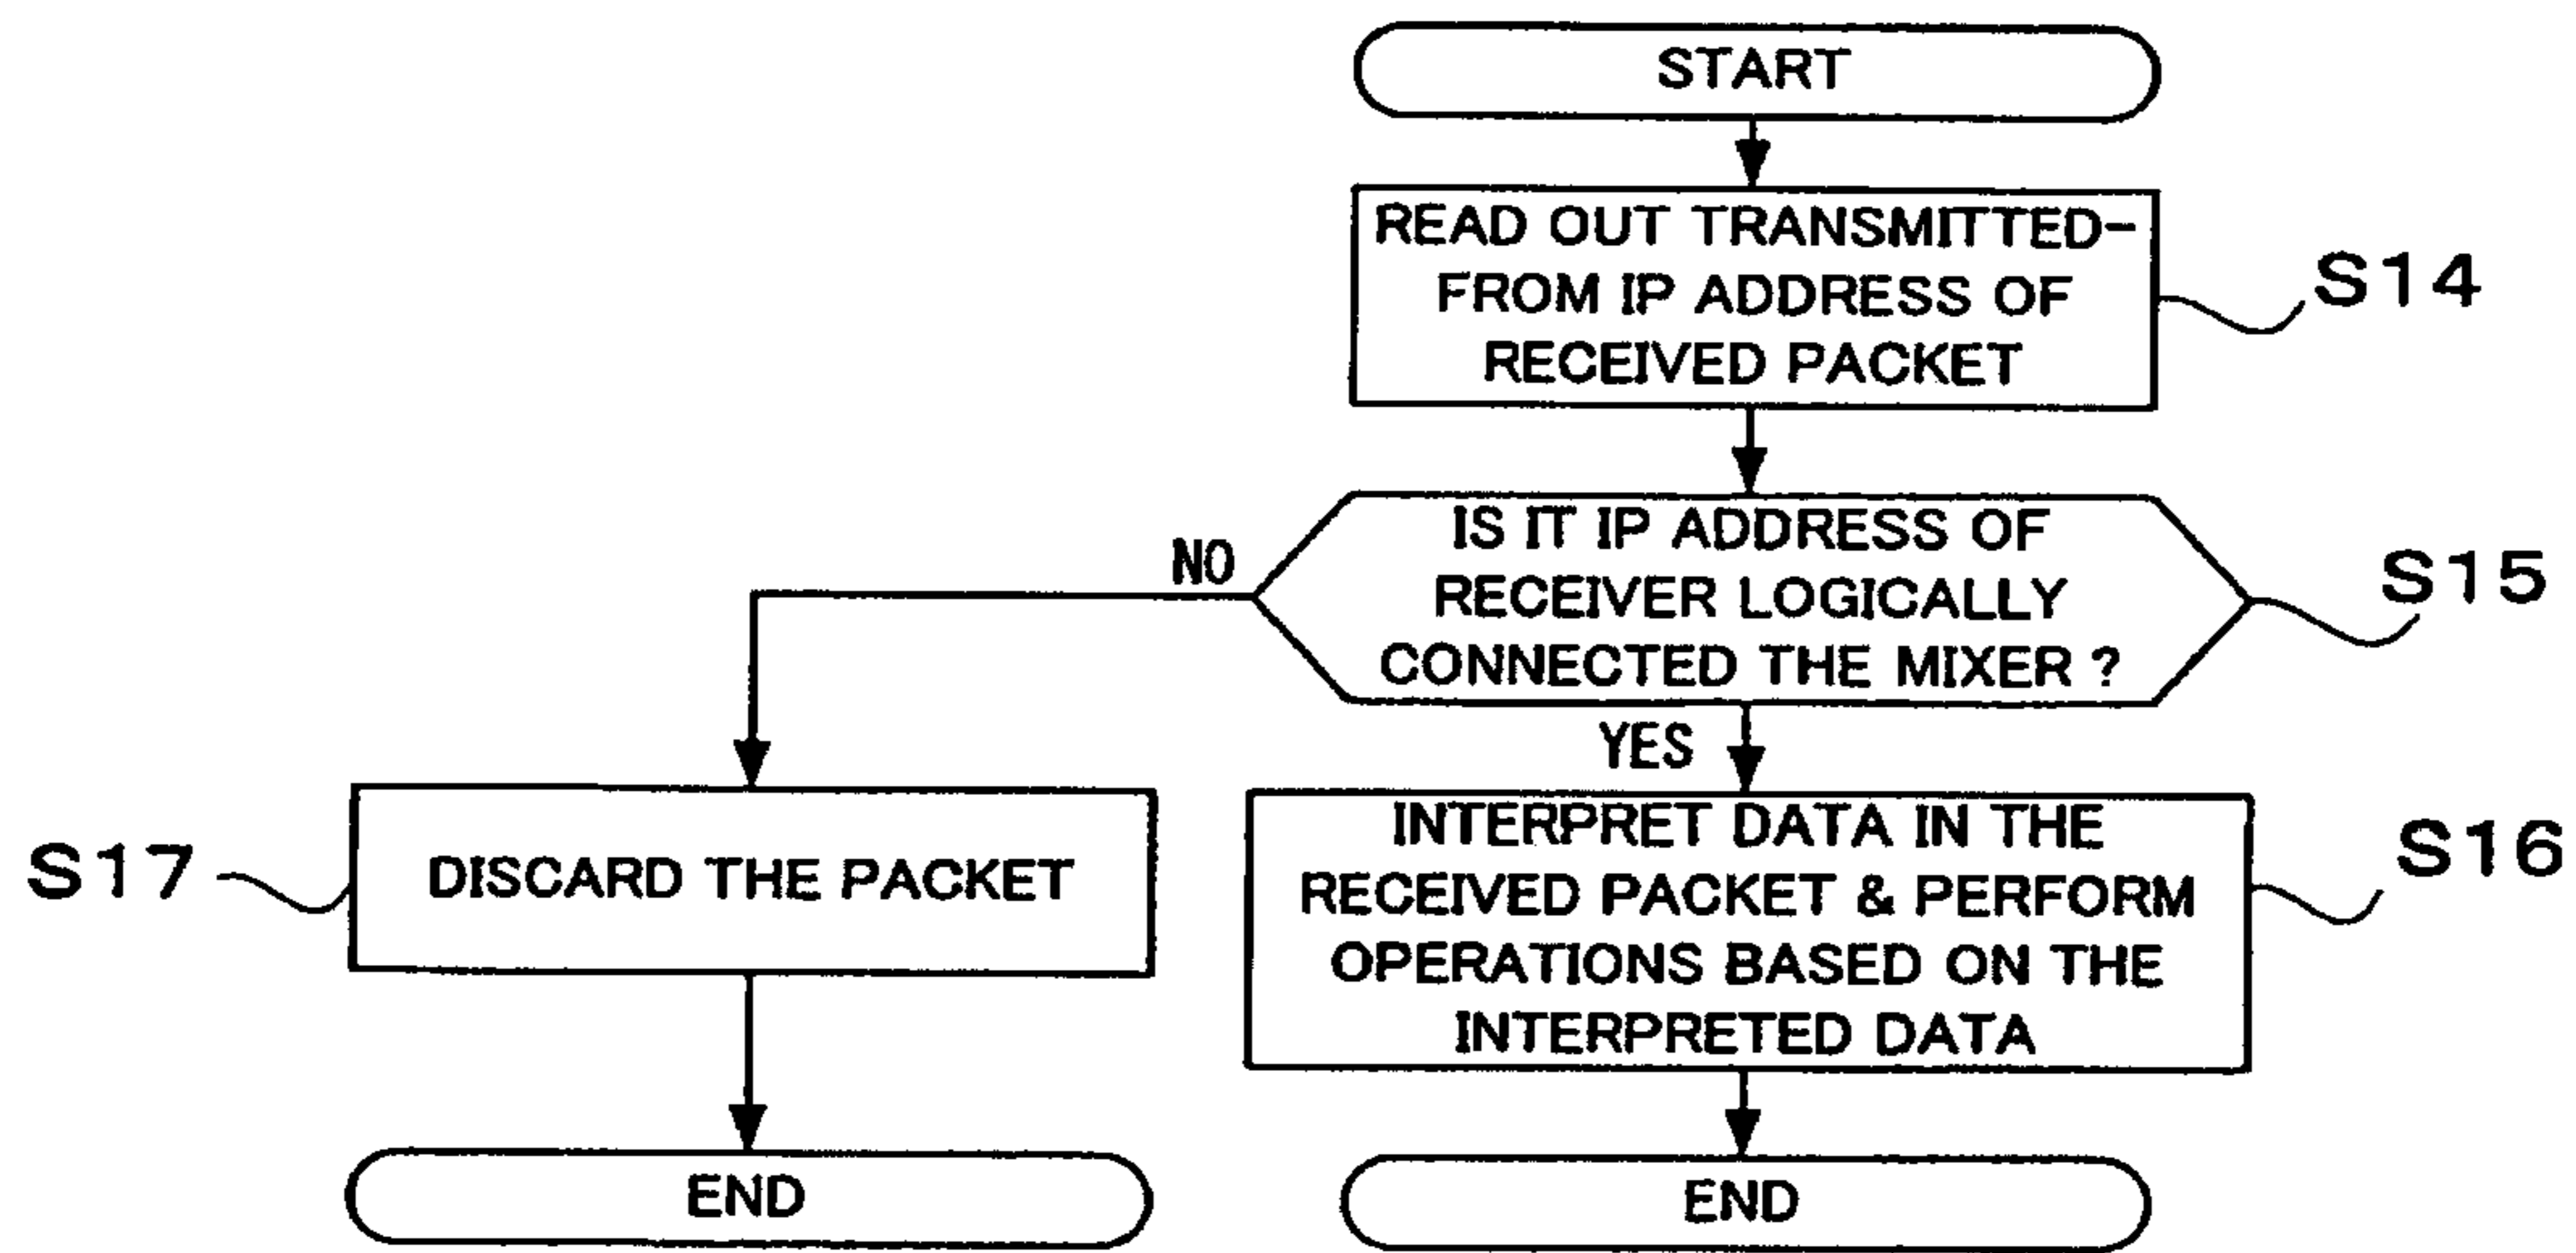 START
READ OUT TRANSMITTED-
FROM IP ADDRESS OF
RECEIVED PACKET
S14
IS IT IP ADDRESS OF
RECEIVER LOGICALLY
CONNECTED THE MIXER ?
S15
NO
YES
S17
DISCARD THE PACKET
INTERPRET DATA IN THE
RECEIVED PACKET & PERFORM
OPERATIONS BASED ON THE
INTERPRETED DATA
S16
END
END